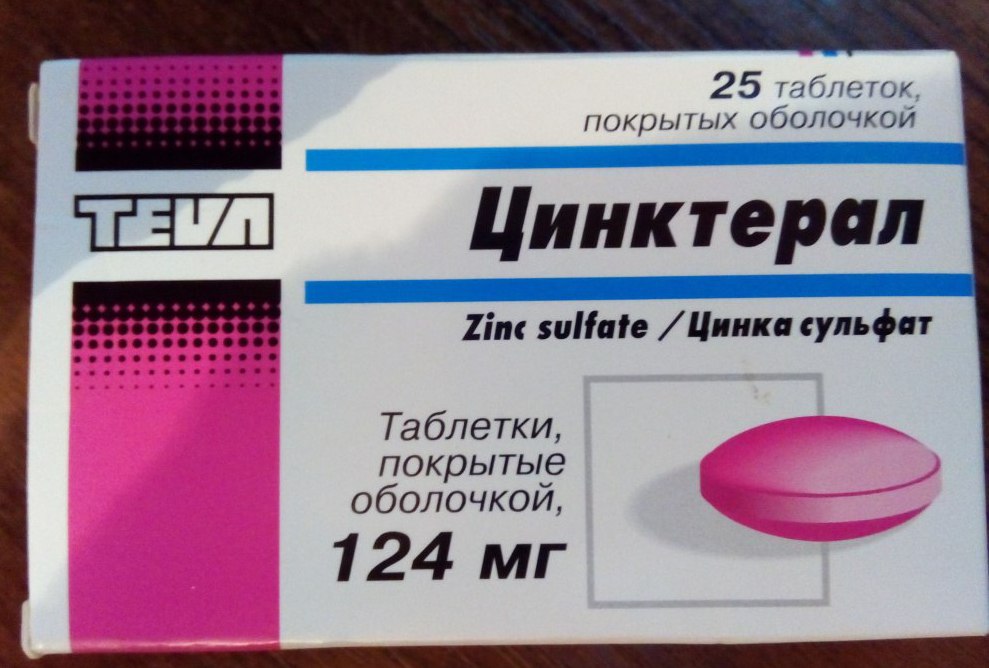 25 таблеток,
покрытых оболочкой
TEVA
Цинктерал
Zinc sulfate / Цинка сульфат
Таблетки,
покрытые
оболочкой,
124 мг